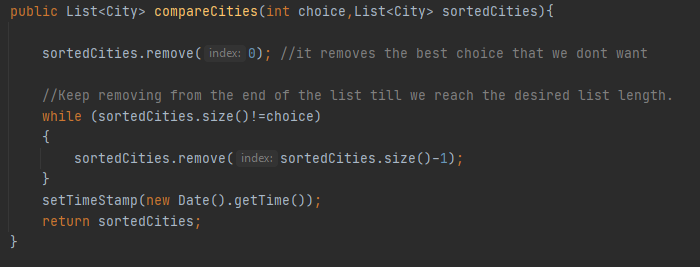 public List<City> compareCities(int choice,List<City> sortedCities){
sortedCities.remove( index: 0); //it removes the best choice that we dont want
//Keep removing from the end of the list till we reach the desired list length.
while (sortedCities.size()!=choice)
{
sortedCities.remove( index: sortedCities.size()-1);
}
setTimeStamp(new Date().getTime());
return sortedCities;
}